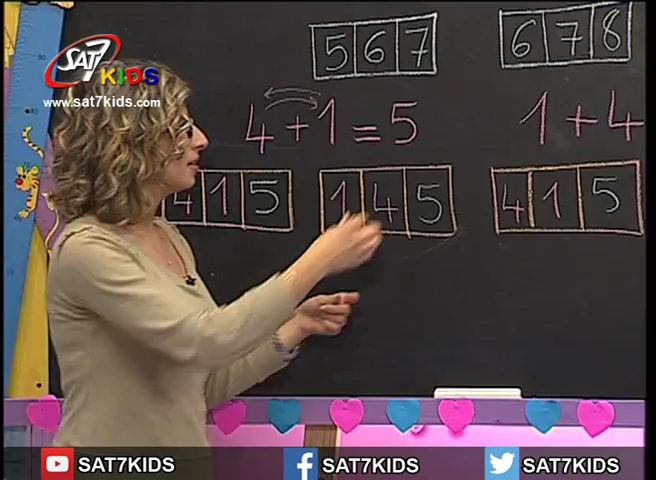 SAT7
KIDS
www.sat7kids.com
5 6 7
6 7 8
4 + 1 = 5
1 + 4
4 1 5
1 4 5
4 1 5
SAT7KIDS
SAT7KIDS
SAT7KIDS